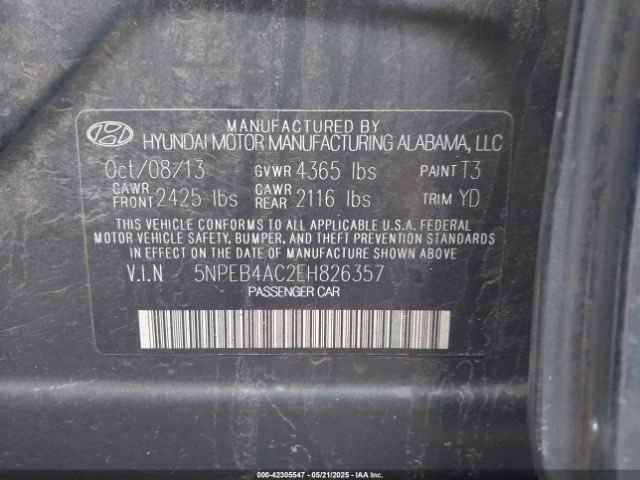 MANUFACTURED BY
HYUNDAI MOTOR MANUFACTURING ALABAMA, LLC
Oct/08/13 GVWR 4365 lbs PAINT T3
GAWR FRONT 2425 lbs GAWR REAR 2116 lbs TRIM YD
THIS VEHICLE CONFORMS TO ALL APPLICABLE U.S.A. FEDERAL
MOTOR VEHICLE SAFETY, BUMPER, AND THEFT PREVENTION STANDARDS
IN EFFECT ON THE DATE OF MANUFACTURE SHOWN ABOVE
V.I.N 5NPEB4AC2EH826357
PASSENGER CAR
000-42305547 - 05/21/2025 - IAA Inc.